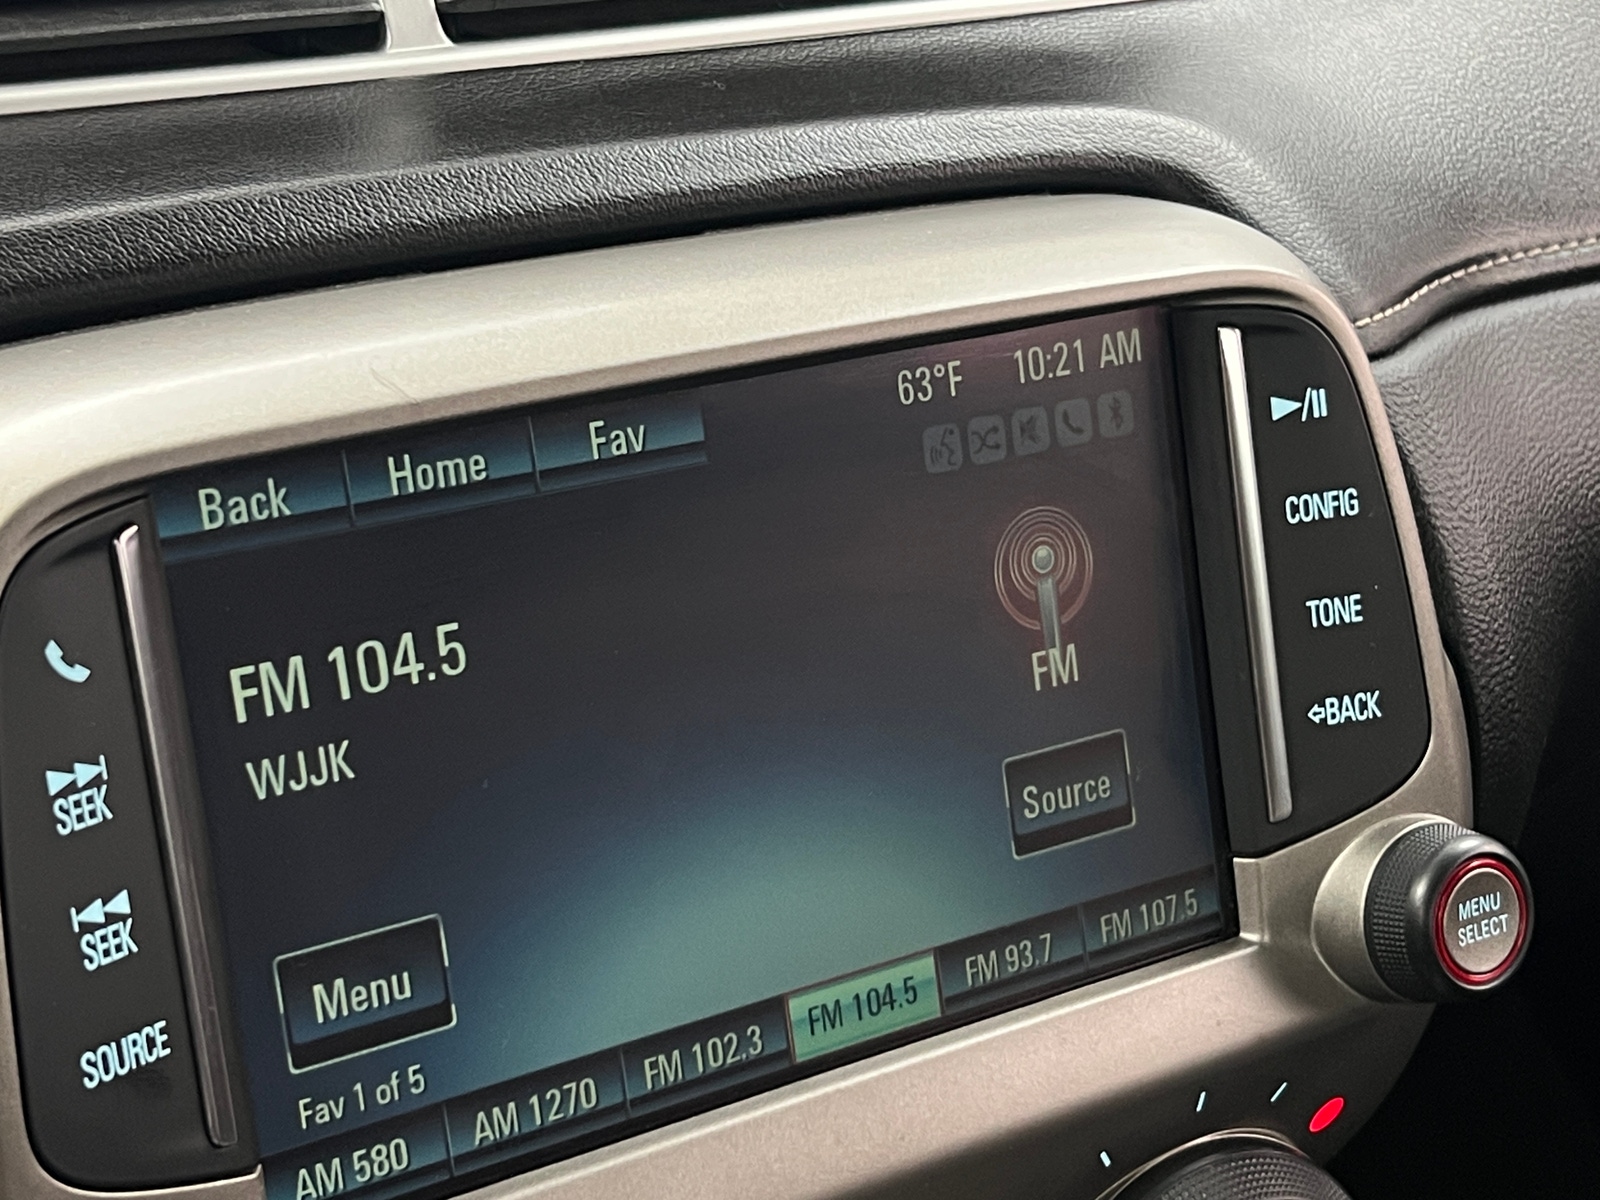 63°F 10:21 AM
Back Home Fav
FM 104.5
WJJK
FM
Source
Menu
Fav 1 of 5
AM 580 AM 1270 FM 102.3 FM 104.5 FM 93.7 FM 107.5
SEEK
SEEK
SOURCE
CONFIG
TONE
BACK
MENU
SELECT